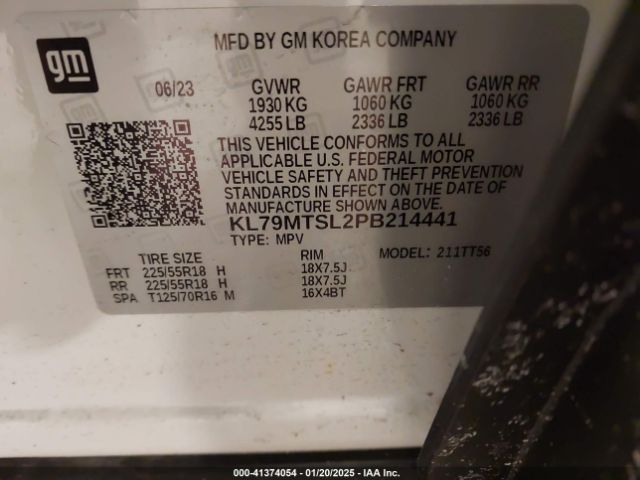 gm
MFD BY GM KOREA COMPANY
06/23 GVWR GAWR FRT GAWR RR
1930 KG 1060 KG 1060 KG
4255 LB 2336 LB 2336 LB
THIS VEHICLE CONFORMS TO ALL
APPLICABLE U.S. FEDERAL MOTOR
VEHICLE SAFETY AND THEFT PREVENTION
STANDARDS IN EFFECT ON THE DATE OF
MANUFACTURE SHOWN ABOVE.
KL79MTSL2PB214441
TYPE: MPV MODEL: 211TT56
TIRE SIZE RIM
FRT 225/55R18 H 18X7.5J
RR 225/55R18 H 18X7.5J
SPA T125/70R16 M 16X4BT
000-41374054 - 01/20/2025 - IAA Inc.